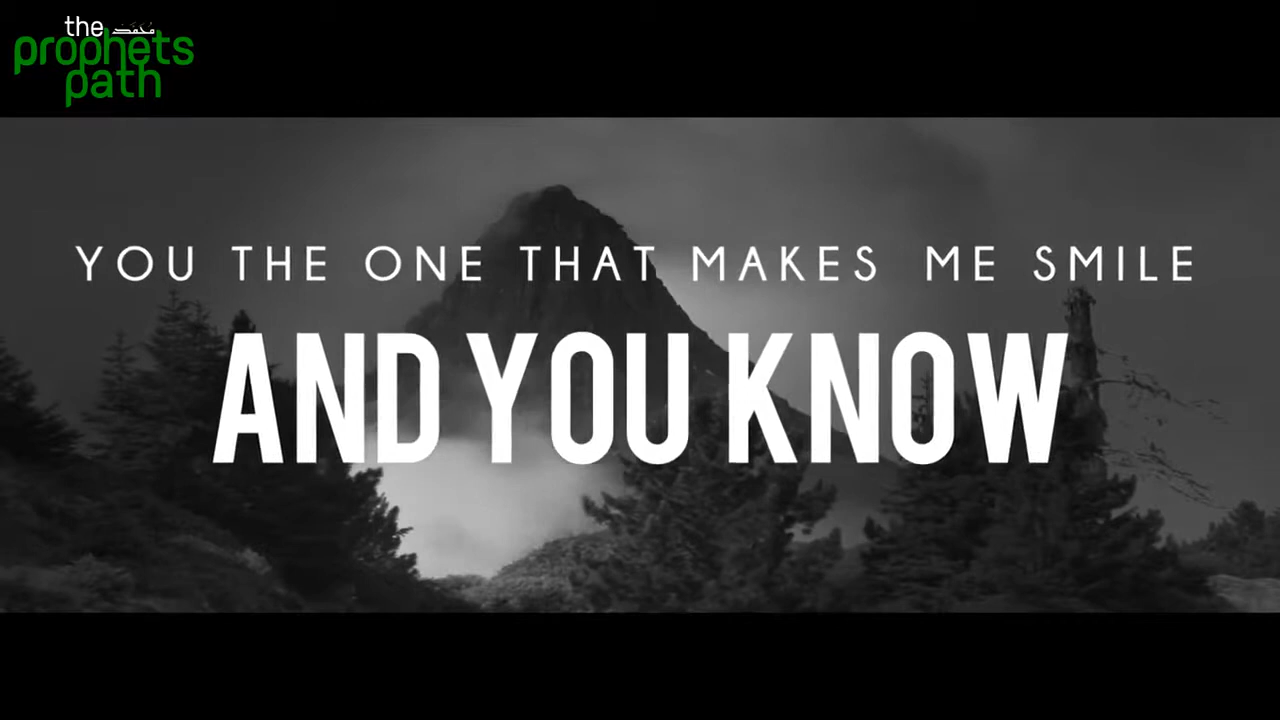 the مُحَمَّد
prophets
path
YOU THE ONE THAT MAKES ME SMILE
AND YOU KNOW